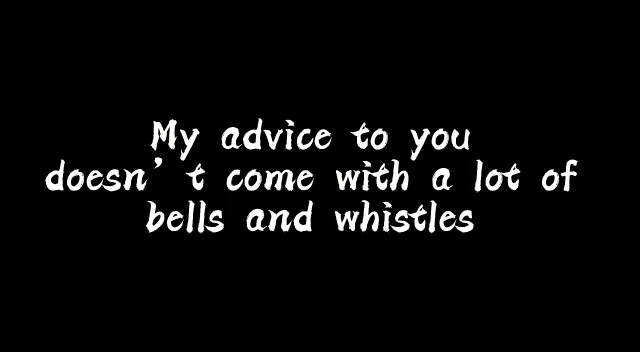 My advice to you
doesn’t come with a lot of
bells and whistles